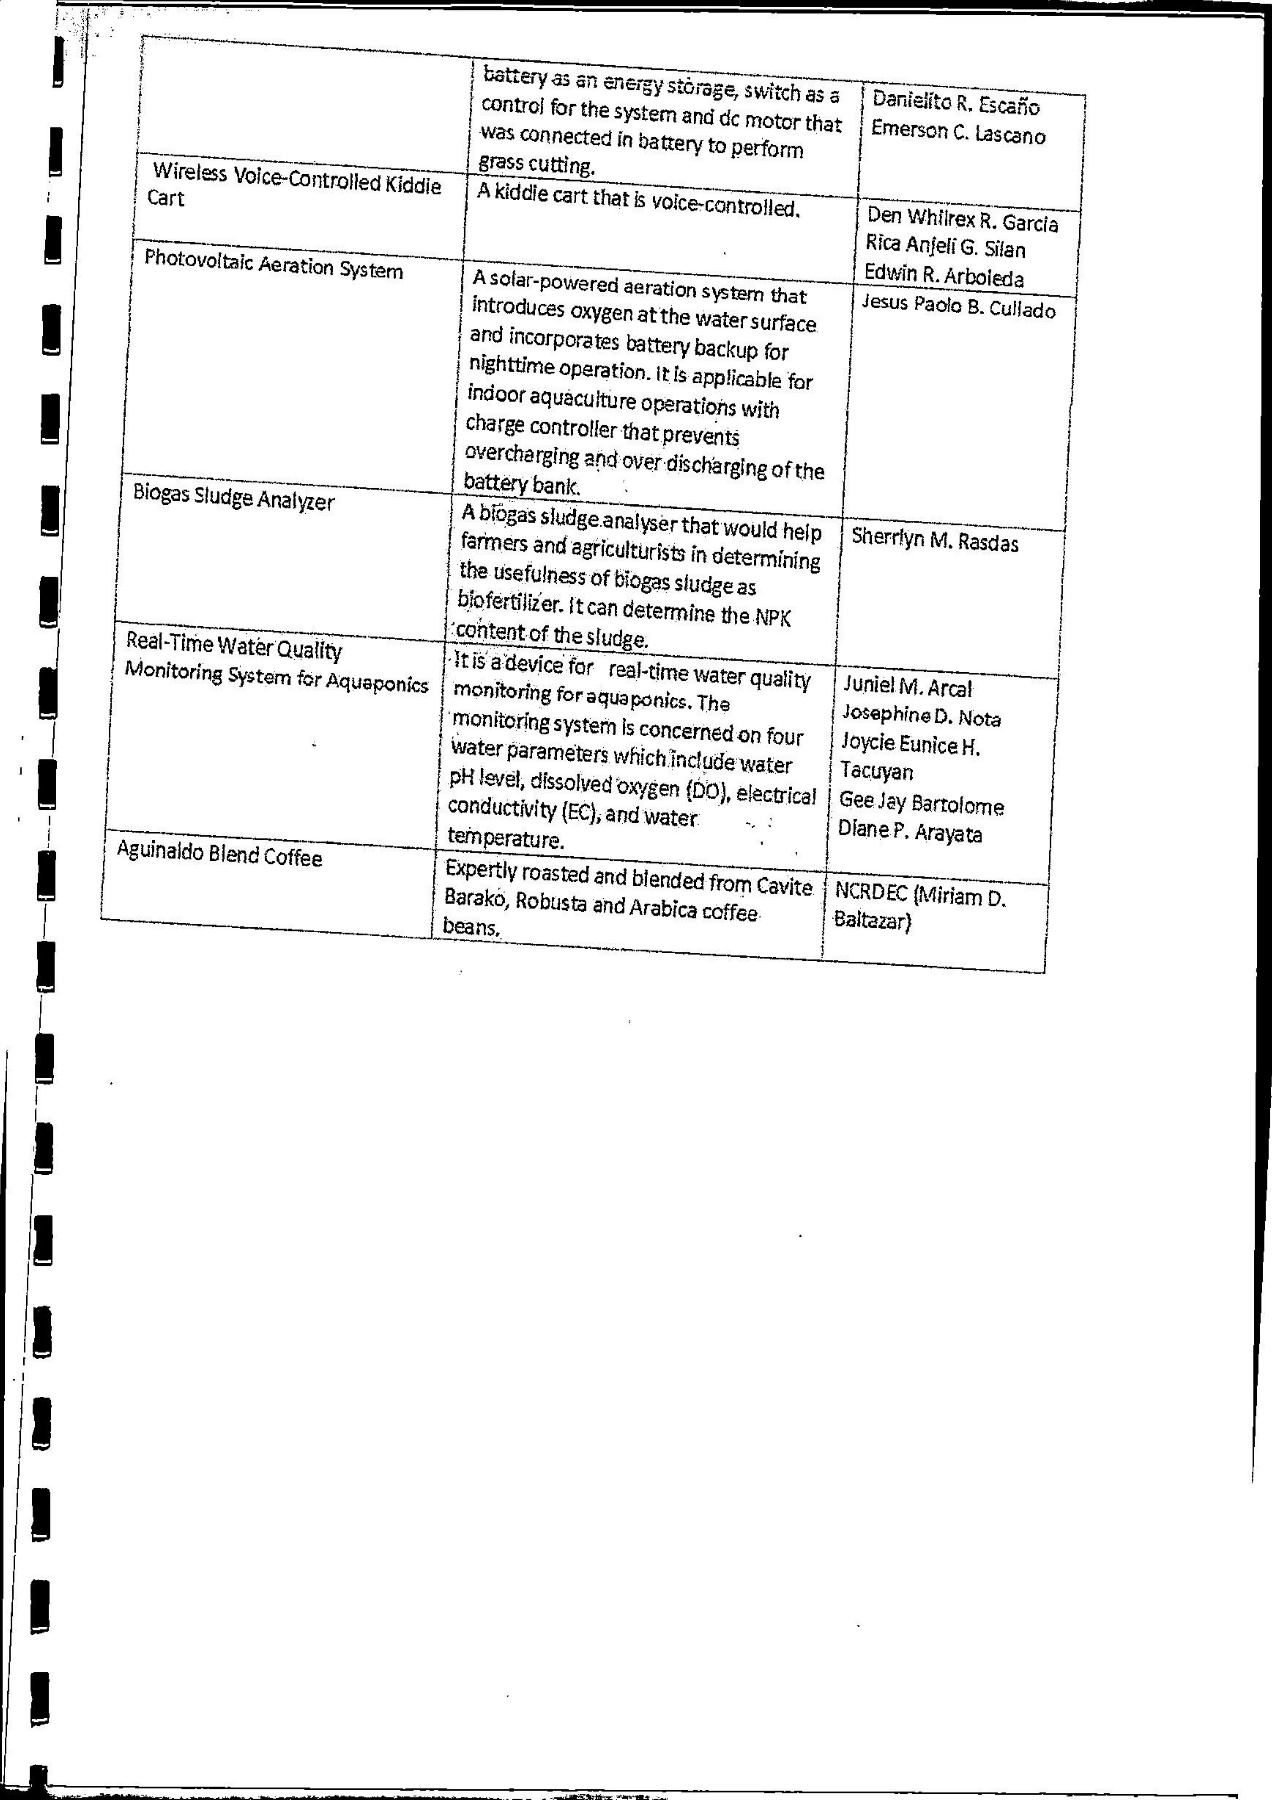 battery as an energy storage, switch as a
control for the system and dc motor that
was connected in battery to perform
grass cutting.
Danielito R. Escaño
Emerson C. Lascano
Wireless Voice-Controlled Kiddie
Cart
A kiddie cart that is voice-controlled.
Den Whilrex R. Garcia
Rica Anjeli G. Silan
Edwin R. Arboleda
Photovoltaic Aeration System
A solar-powered aeration system that
introduces oxygen at the water surface
and incorporates battery backup for
nighttime operation. It is applicable for
indoor aquaculture operations with
charge controller that prevents
overcharging and over discharging of the
battery bank.
Jesus Paolo B. Cullado
Biogas Sludge Analyzer
A biogas sludge analyser that would help
farmers and agriculturists in determining
the usefulness of biogas sludge as
biofertilizer. It can determine the NPK
content of the sludge.
Sherrlyn M. Rasdas
Real-Time Water Quality
Monitoring System for Aquaponics
It is a device for real-time water quality
monitoring for aquaponics. The
monitoring system is concerned on four
water parameters which include water
pH level, dissolved oxygen (DO), electrical
conductivity (EC), and water
temperature.
Juniel M. Arcal
Josephine D. Nota
Joycie Eunice H.
Tacuyan
Gee Jay Bartolome
Diane P. Arayata
Aguinaldo Blend Coffee
Expertly roasted and blended from Cavite
Barako, Robusta and Arabica coffee
beans.
NCRDEC (Miriam D.
Baltazar)